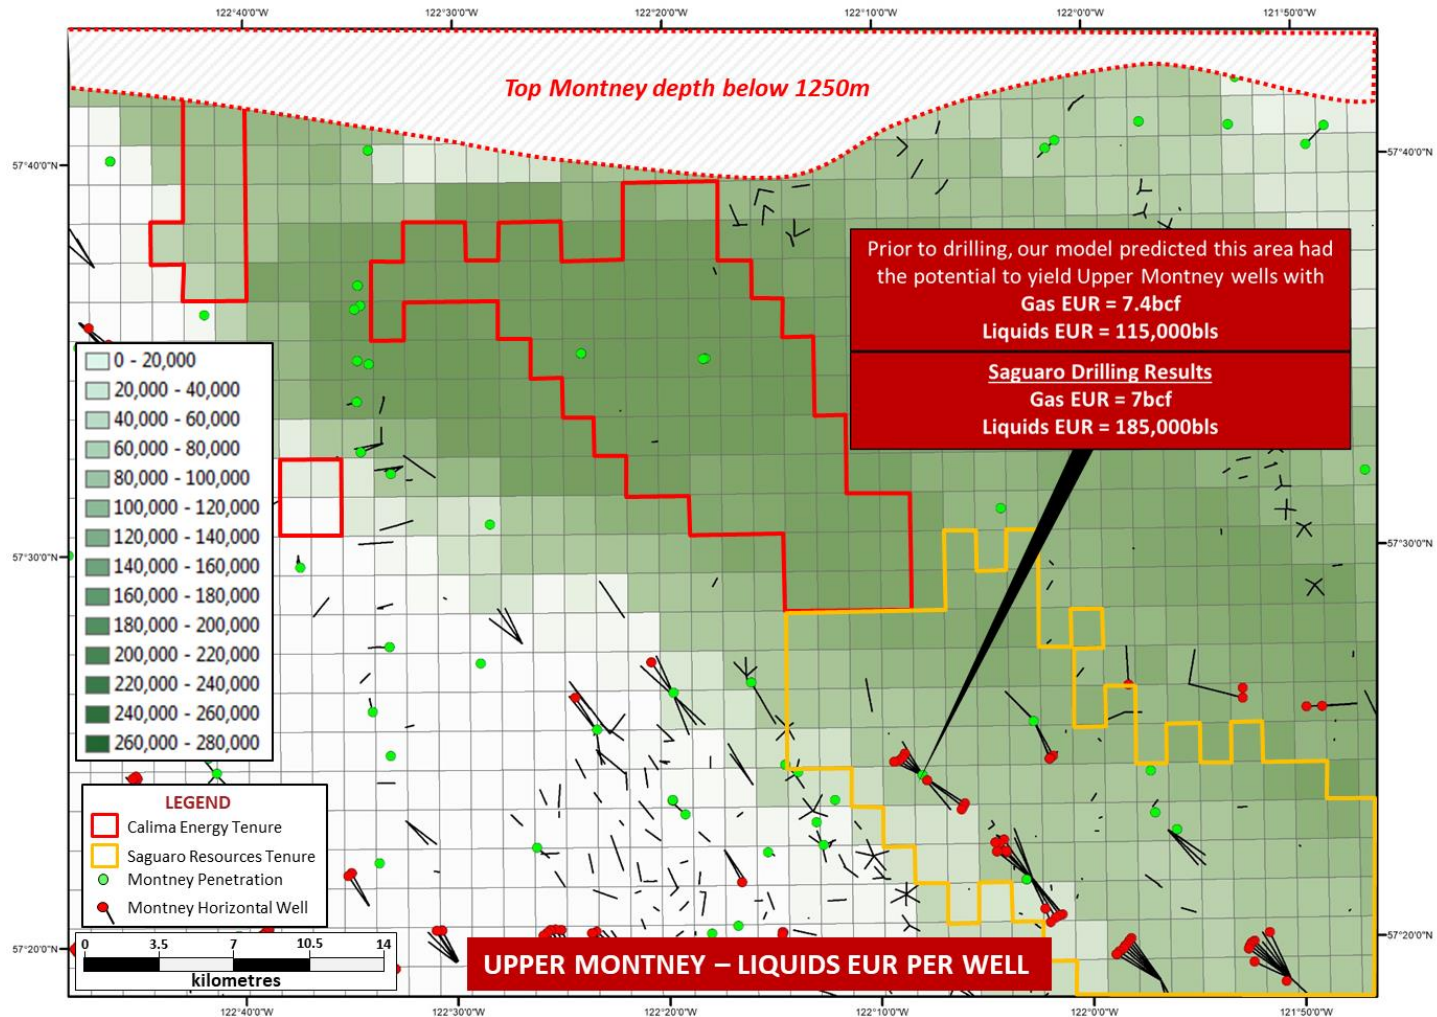 122°40'0"W 122°30'0"W 122°20'0"W 122°10'0"W 122°0'0"W 121°50'0"W
Top Montney depth below 1250m
57°40'0"N 57°40'0"N
Prior to drilling, our model predicted this area had
the potential to yield Upper Montney wells with
Gas EUR = 7.4bcf
Liquids EUR = 115,000bls
Saguaro Drilling Results
Gas EUR = 7bcf
Liquids EUR = 185,000bls
0 - 20,000
20,000 - 40,000
40,000 - 60,000
60,000 - 80,000
80,000 - 100,000
100,000 - 120,000
120,000 - 140,000
140,000 - 160,000
160,000 - 180,000
180,000 - 200,000
200,000 - 220,000
220,000 - 240,000
240,000 - 260,000
260,000 - 280,000
57°30'0"N
LEGEND
Calima Energy Tenure
Saguaro Resources Tenure
Montney Penetration
Montney Horizontal Well
57°20'0"N 57°20'0"N
0 3.5 7 10.5 14
kilometres
UPPER MONTNEY – LIQUIDS EUR PER WELL
122°40'0"W 122°30'0"W 122°20'0"W 122°10'0"W 122°0'0"W 121°50'0"W